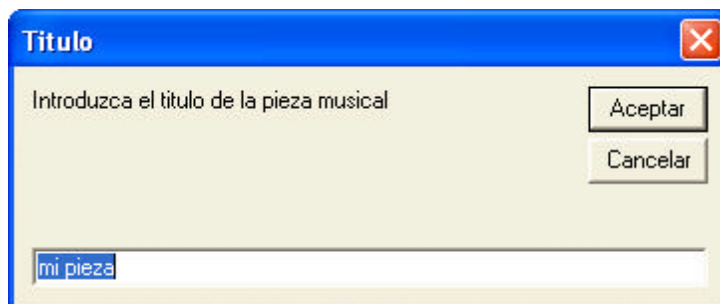 Titulo
Introduzca el titulo de la pieza musical
Aceptar
Cancelar
mi pieza